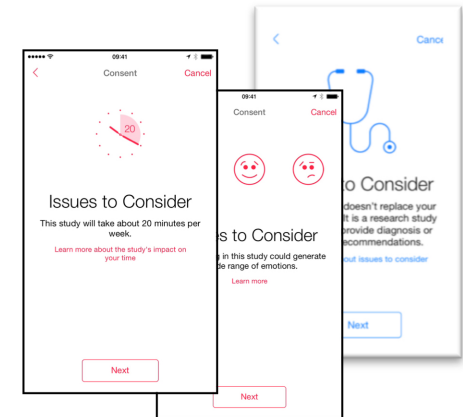 09:41
Consent
Cancel
20
Issues to Consider
This study will take about 20 minutes per
week.
Learn more about the study's impact on
your time
Next
09:41
Consent
Cancel
s to Consider
g in this study could generate
de range of emotions.
Learn more
Next
Cance
to Consider
doesn't replace your
It is a research study
provide diagnosis or
ecommendations.
out issues to consider
Next